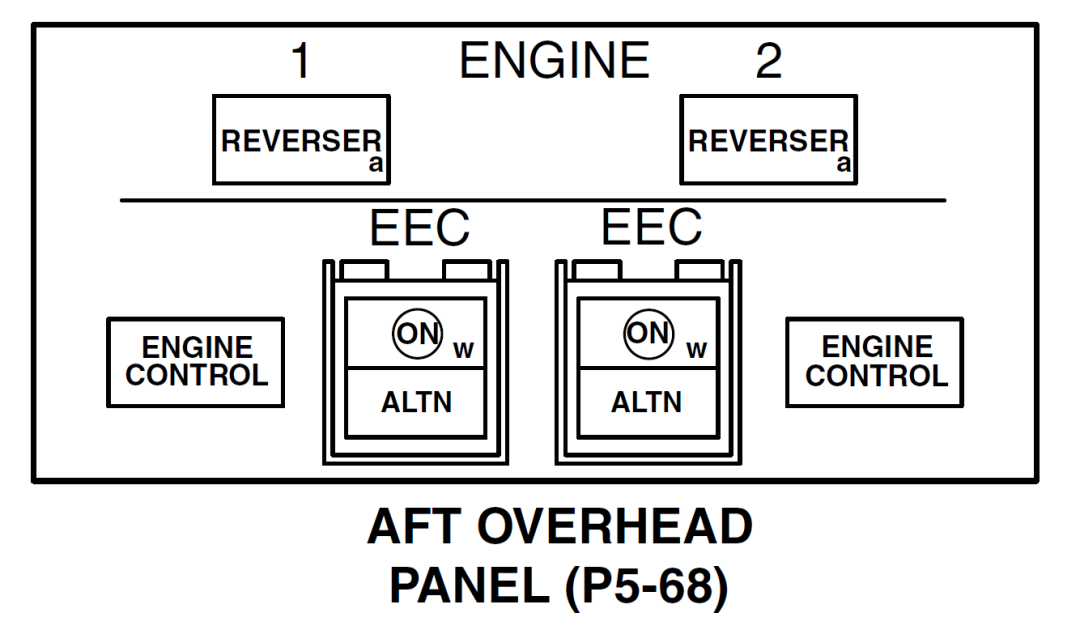 1 ENGINE 2
REVERSER a REVERSER a
EEC EEC
ENGINE CONTROL
ON w
ALTN
ON w
ALTN
ENGINE CONTROL
AFT OVERHEAD
PANEL (P5-68)